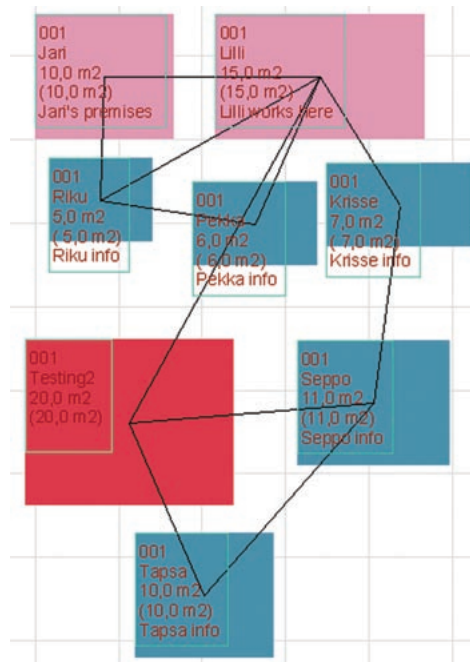 001
Jari
10,0 m2
(10,0 m2)
Jari's premises
001
Lilli
15,0 m2
(15,0 m2)
Lilli works here
001
Riku
5,0 m2
( 5,0 m2)
Riku info
001
Pekka
6,0 m2
( 6,0 m2)
Pekka info
001
Krisse
7,0 m2
( 7,0 m2)
Krisse info
001
Testing2
20,0 m2
(20,0 m2)
001
Seppo
11,0 m2
(11,0 m2)
Seppo info
001
Tapsa
10,0 m2
(10,0 m2)
Tapsa info